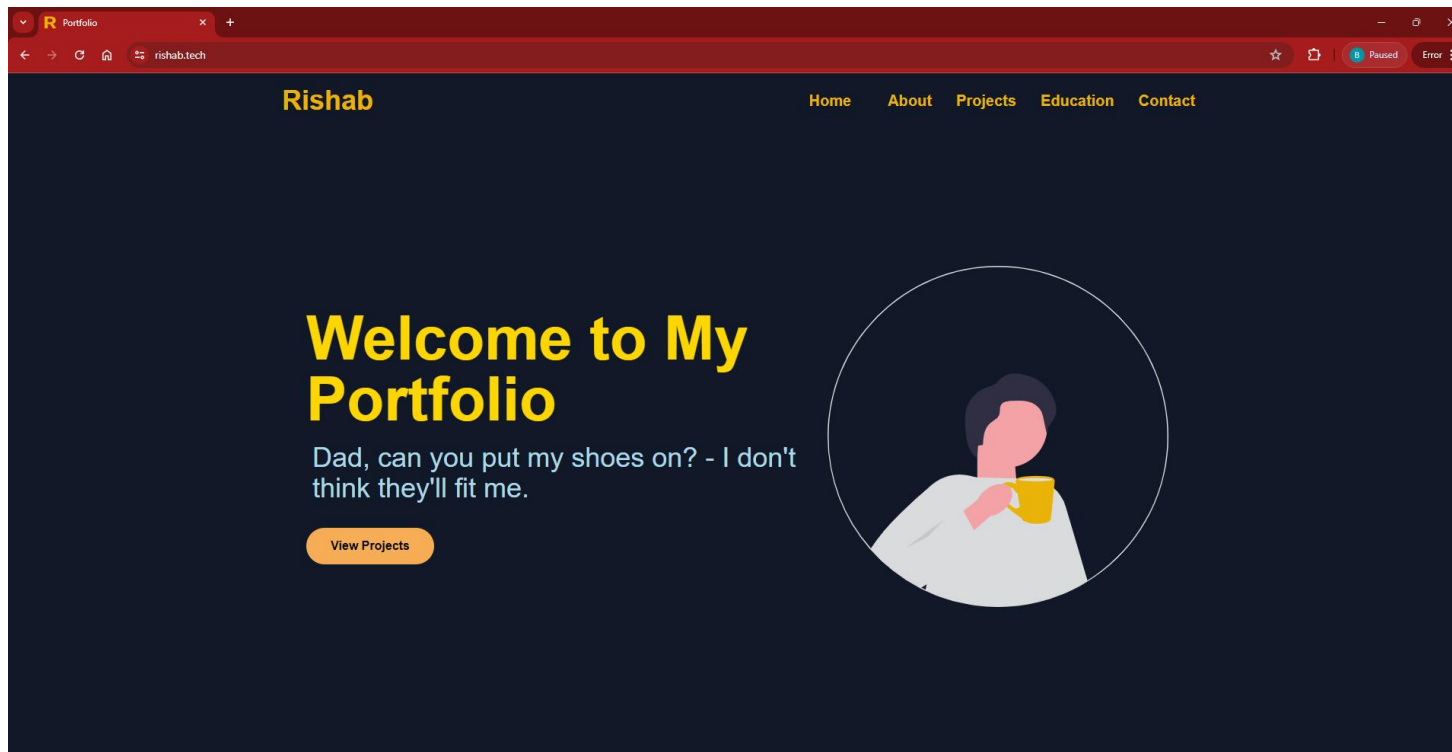 R Portfolio
rishab.tech
B Paused Error
Rishab Home About Projects Education Contact
Welcome to My
Portfolio
Dad, can you put my shoes on? - I don't
think they'll fit me.
View Projects